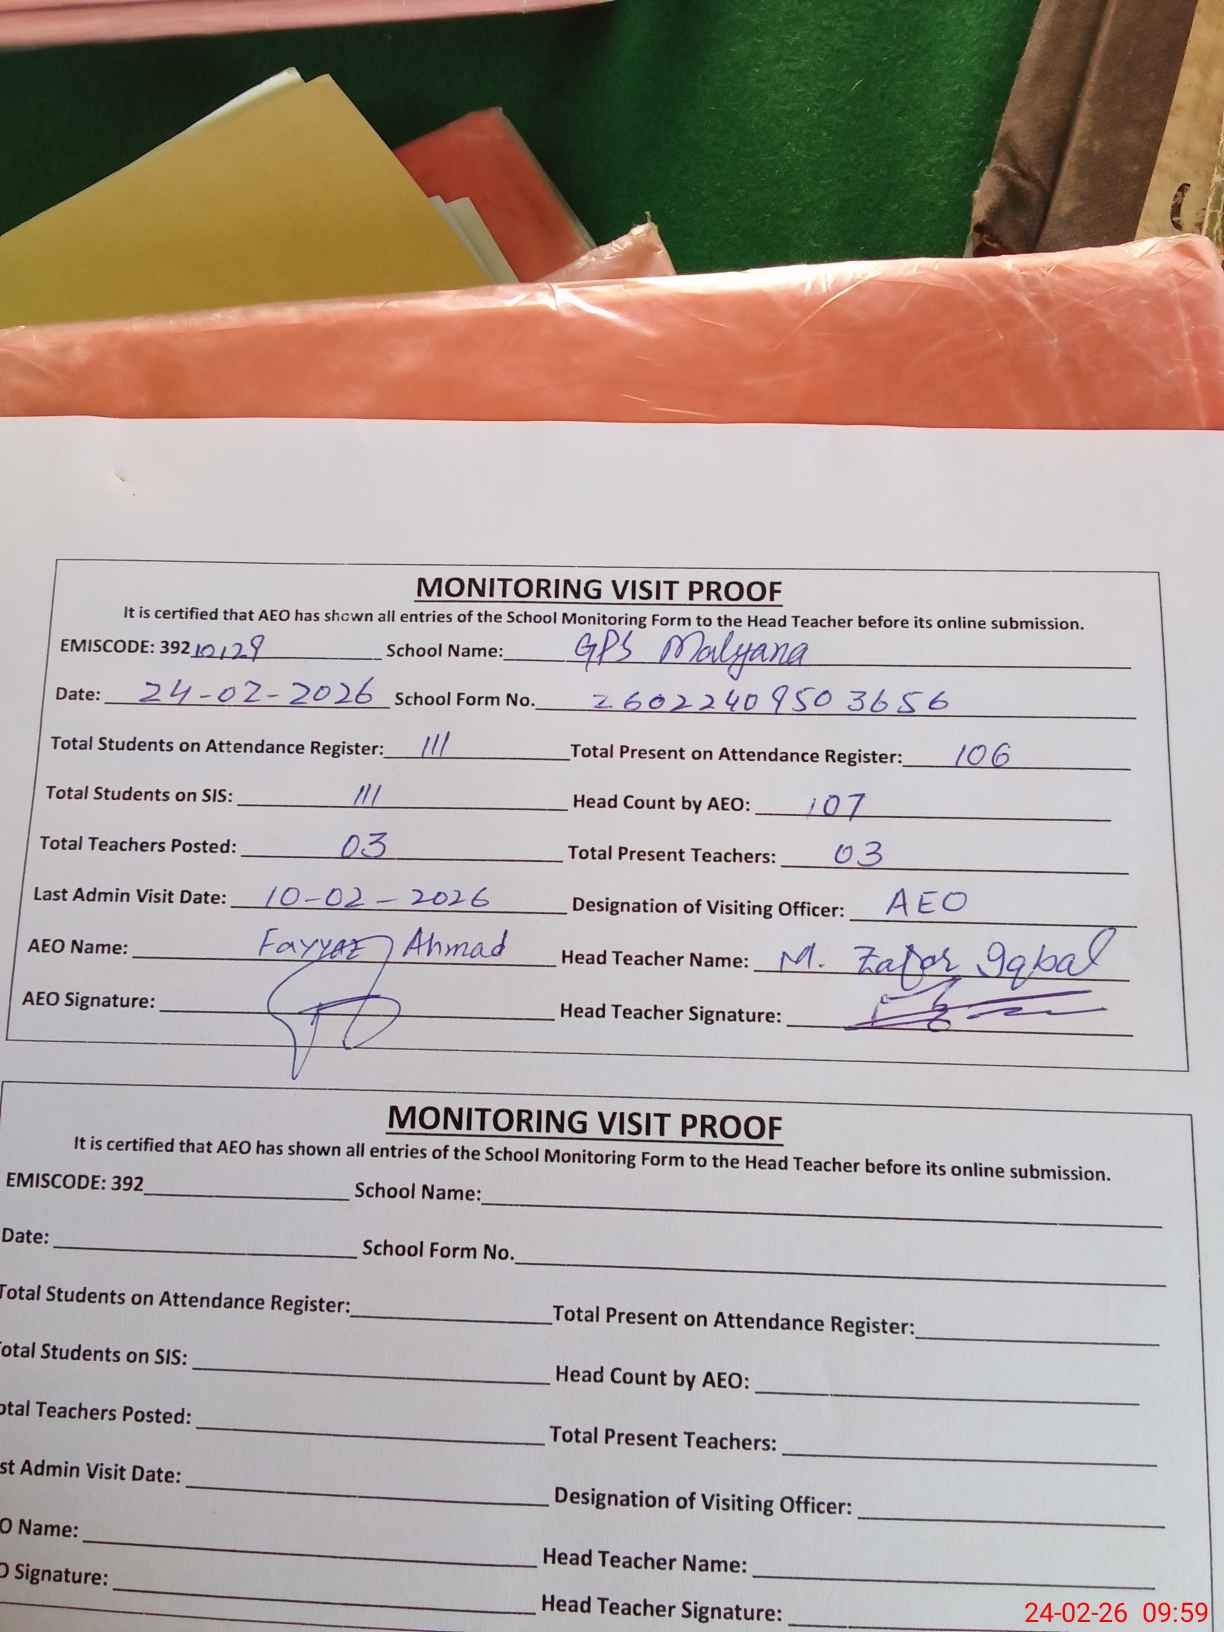 MONITORING VISIT PROOF
It is certified that AEO has shown all entries of the School Monitoring Form to the Head Teacher before its online submission.
EMISCODE: 39210129 School Name: GPS Malyana
Date: 24-02-2026 School Form No. 26022409503656
Total Students on Attendance Register: 111 Total Present on Attendance Register: 106
Total Students on SIS: 111 Head Count by AEO: 107
Total Teachers Posted: 03 Total Present Teachers: 03
Last Admin Visit Date: 10-02-2026 Designation of Visiting Officer: AEO
AEO Name: Fayyaz Ahmad Head Teacher Name: M. Zafar Iqbal
AEO Signature: Head Teacher Signature:
MONITORING VISIT PROOF
It is certified that AEO has shown all entries of the School Monitoring Form to the Head Teacher before its online submission.
EMISCODE: 392 School Name:
Date: School Form No.
Total Students on Attendance Register: Total Present on Attendance Register:
otal Students on SIS: Head Count by AEO:
otal Teachers Posted: Total Present Teachers:
st Admin Visit Date: Designation of Visiting Officer:
O Name: Head Teacher Name:
O Signature: Head Teacher Signature:
24-02-26 09:59